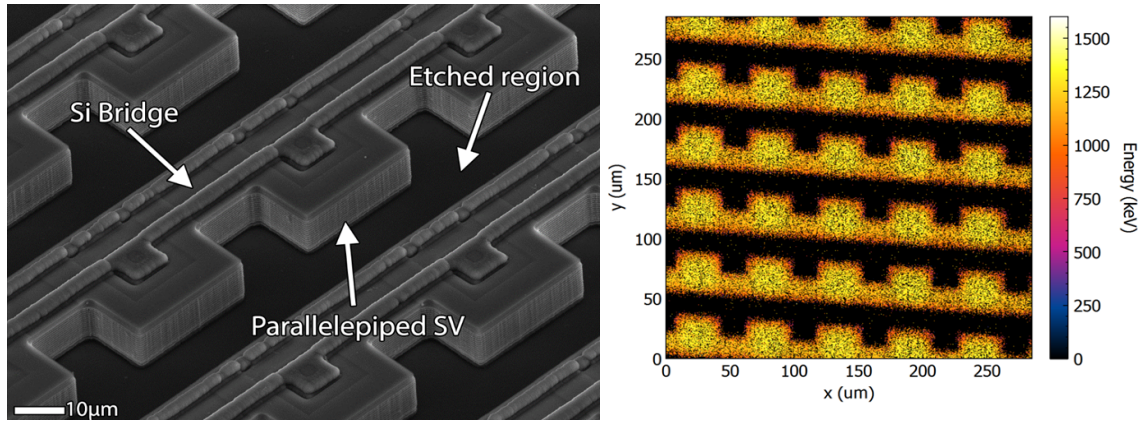 Etched region
Si Bridge
Parallelepiped SV
10µm
y (um)
250
200
150
100
50
0
0 50 100 150 200 250
x (um)
1500
1250
1000
750
500
250
0
Energy (keV)